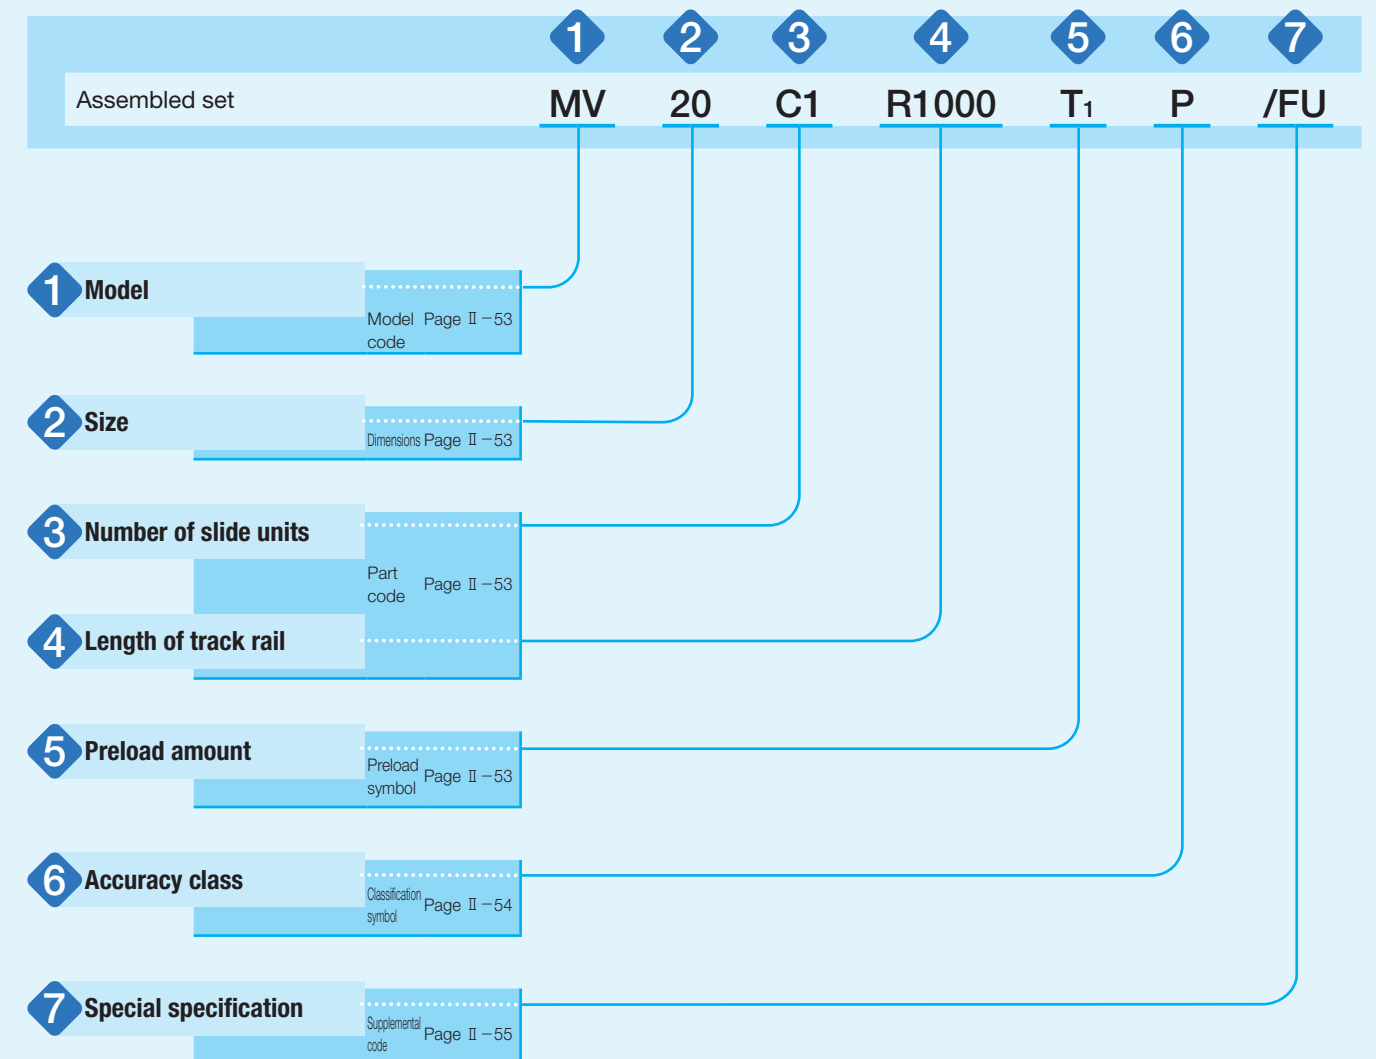 1 2 3 4 5 6 7
Assembled set MV 20 C1 R1000 T1 P /FU
1 Model
Model code Page Ⅱ－53
2 Size
Dimensions Page Ⅱ－53
3 Number of slide units
Part code Page Ⅱ－53
4 Length of track rail
5 Preload amount
Preload symbol Page Ⅱ－53
6 Accuracy class
Classification symbol Page Ⅱ－54
7 Special specification
Supplemental code Page Ⅱ－55